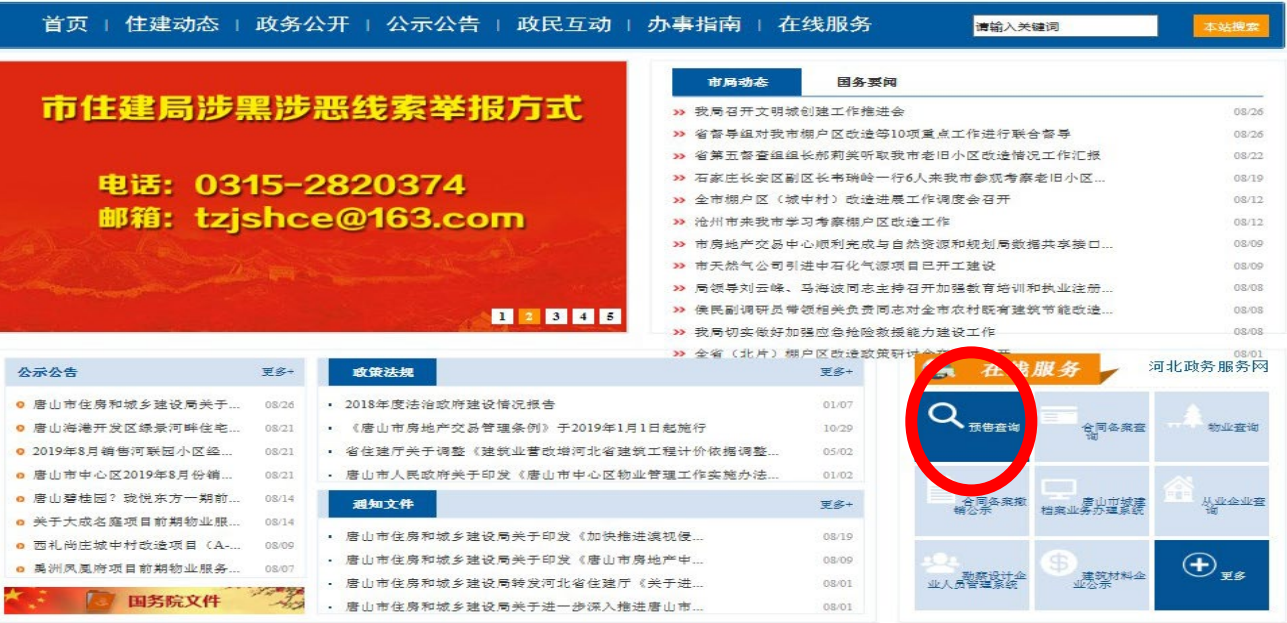 首页 | 住建动态 | 政务公开 | 公示公告 | 政民互动 | 办事指南 | 在线服务
请输入关键词
本站搜索
市住建局涉黑涉恶线索举报方式
电话：0315-2820374
邮箱：tzjshce@163.com
1 2 3 4 5
市局动态 国务要闻
我局召开文明城创建工作推进会 08/26
省督导组对我市棚户区改造等10项重点工作进行联合督导 08/26
省第五督查组组长郝莉笑听取我市老旧小区改造情况工作汇报 08/22
石家庄长安区副区长韦瑞岭一行6人来我市参观考察老旧小区... 08/19
全市棚户区（城中村）改造进展工作调度会召开 08/12
沧州市来我市学习考察棚户区改造工作 08/12
市房地产交易中心顺利完成与自然资源和规划局数据共享接口... 08/09
市天然气公司引进中石化气源项目已开工建设 08/09
局领导刘云峰、马海波同志主持召开加强教育培训和执业注册... 08/08
侯民副调研员带领相关负责同志对全市农村既有建筑节能改造... 08/08
我局切实做好加强应急抢险救援能力建设工作 08/08
全省（北片）棚户区改造政策研讨会 08/01
公示公告 更多+
唐山市住房和城乡建设局关于... 08/26
唐山海港开发区绿景河畔住宅... 08/21
2019年8月销售河联园小区经... 08/21
唐山市中心区2019年8月份销... 08/21
唐山碧桂园？珑悦东方一期前... 08/14
关于大成名庭项目前期物业服... 08/14
西礼尚庄城中村改造项目（A-... 08/09
禹洲凤凰府项目前期物业服务... 08/07
国务院文件
政策法规 更多+
2018年度法治政府建设情况报告 01/07
《唐山市房地产交易管理条例》于2019年1月1日起施行 10/29
省住建厅关于调整《建筑业营改增河北省建筑工程计价依据调整... 05/02
唐山市人民政府关于印发《唐山市中心区物业管理工作实施办法... 01/02
通知文件 更多+
唐山市住房和城乡建设局关于印发《加快推进滨视侵... 08/19
唐山市住房和城乡建设局关于印发《唐山市房地产中... 08/09
唐山市住房和城乡建设局转发河北省住建厅《关于进... 08/01
唐山市住房和城乡建设局关于进一步深入推进唐山市... 08/01
在线服务 河北政务服务网
预售查询
合同备案查询
物业查询
合同备案撤销公示
唐山市城建档案业务办理系统
从业企业查询
勘察设计企业人员管理系统
建筑材料企业公示
更多